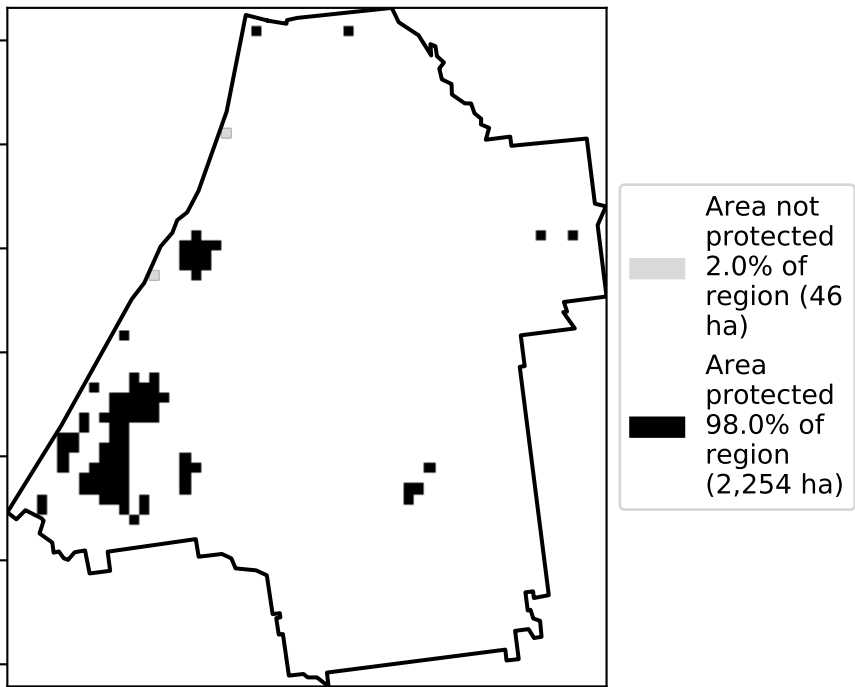 Area not
protected
2.0% of
region (46
ha)
Area
protected
98.0% of
region
(2,254 ha)